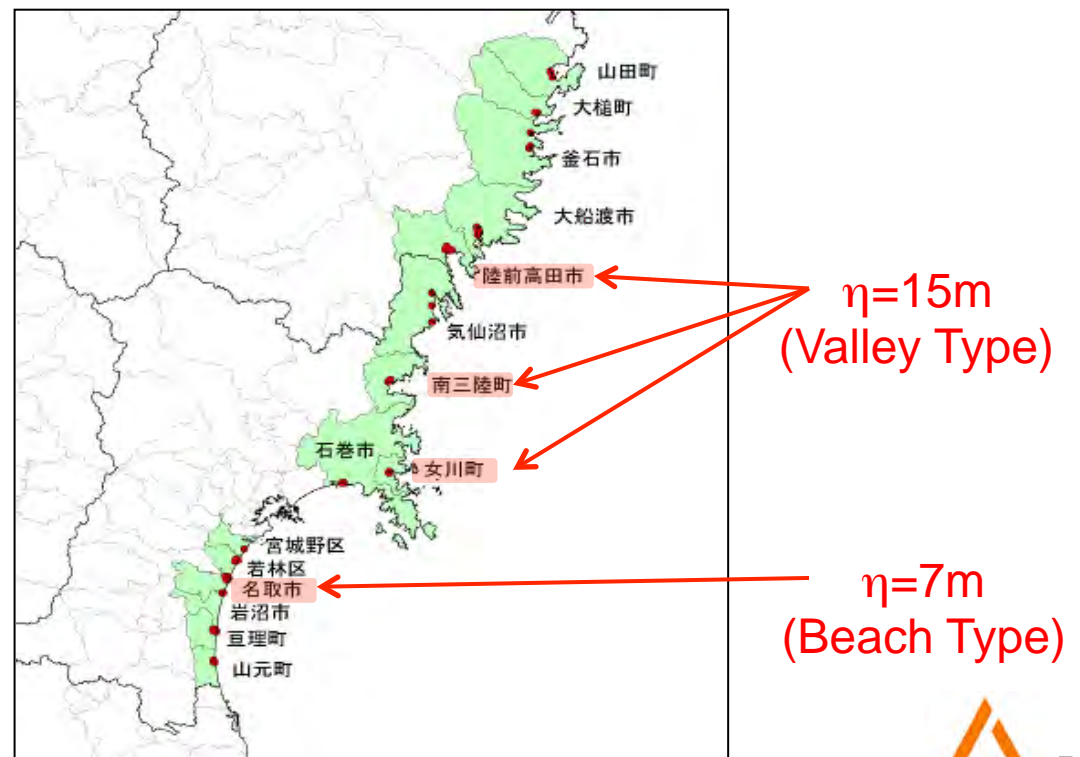 山田町
大槌町
釜石市
大船渡市
陸前高田市
気仙沼市
南三陸町
石巻市
女川町
宮城野区
若林区
名取市
岩沼市
亘理町
山元町
η=15m
(Valley Type)
η=7m
(Beach Type)